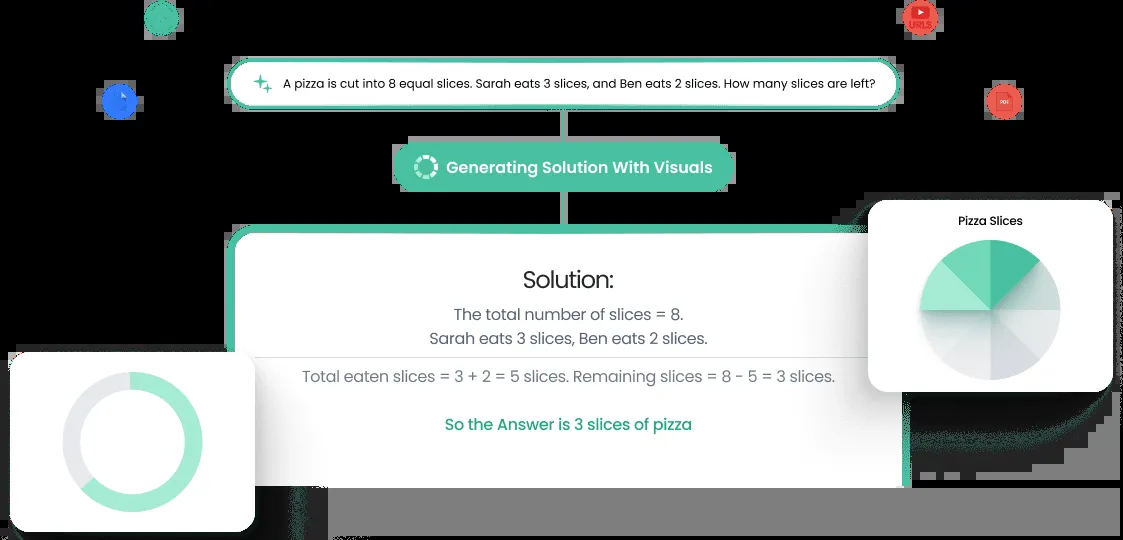 URLS
A pizza is cut into 8 equal slices. Sarah eats 3 slices, and Ben eats 2 slices. How many slices are left?
PDF
Generating Solution With Visuals
Pizza Slices
Solution:
The total number of slices = 8.
Sarah eats 3 slices, Ben eats 2 slices.
Total eaten slices = 3 + 2 = 5 slices. Remaining slices = 8 - 5 = 3 slices.
So the Answer is 3 slices of pizza